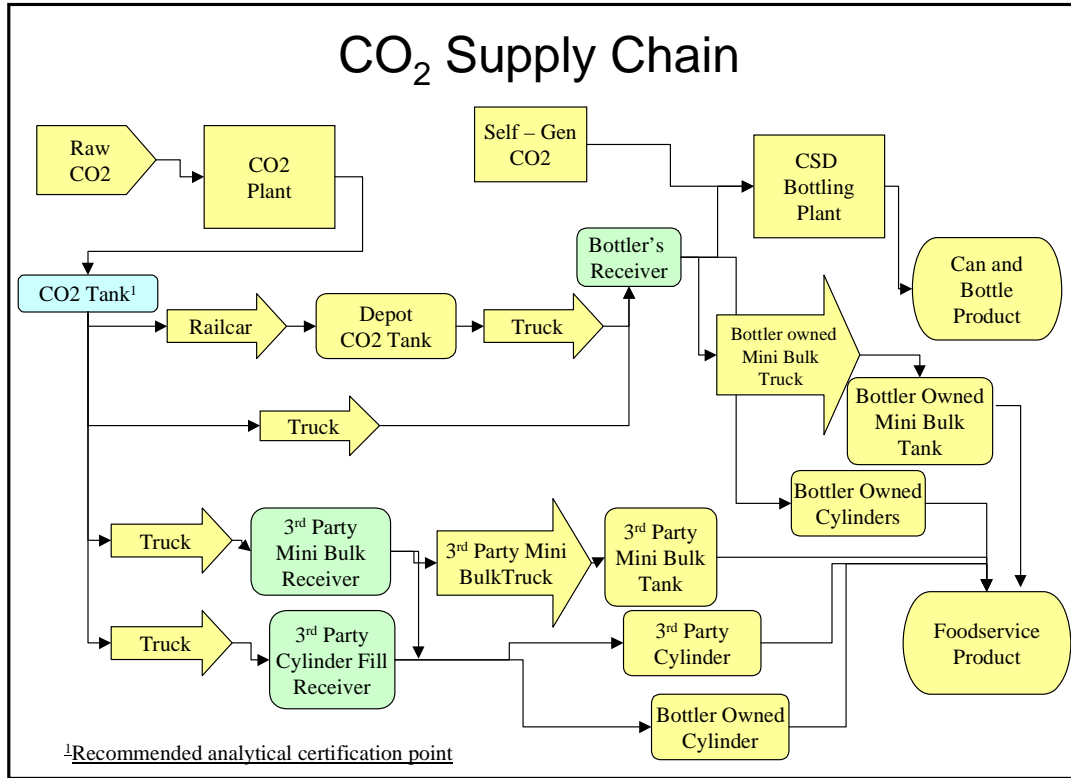 CO₂ Supply Chain
Raw
CO2
CO2
Plant
Self – Gen
CO2
CSD
Bottling
Plant
Can and
Bottle
Product
CO2 Tank¹
Railcar
Depot
CO2 Tank
Truck
Bottler’s
Receiver
Bottler owned
Mini Bulk
Truck
Bottler Owned
Mini Bulk
Tank
Truck
Bottler Owned
Cylinders
Truck
3rd Party
Mini Bulk
Receiver
3rd Party Mini
BulkTruck
3rd Party
Mini Bulk
Tank
Truck
3rd Party
Cylinder Fill
Receiver
3rd Party
Cylinder
Foodservice
Product
Bottler Owned
Cylinder
¹Recommended analytical certification point